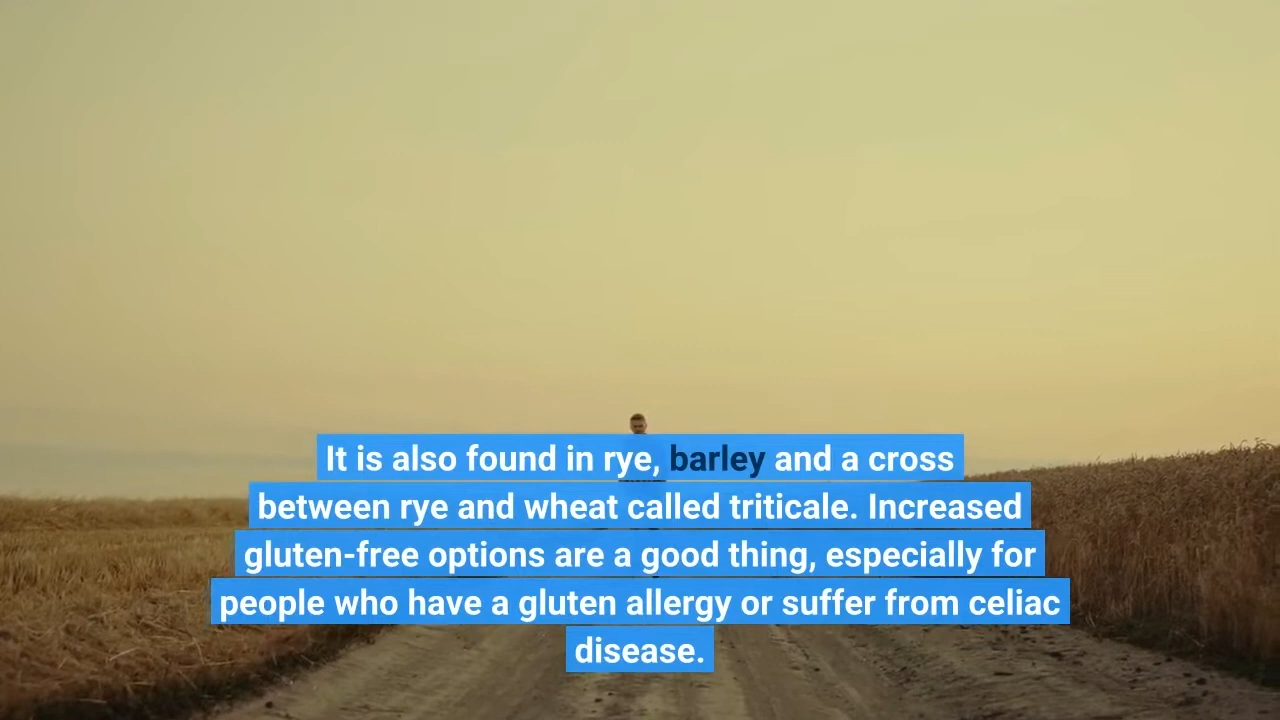 It is also found in rye, barley and a cross
between rye and wheat called triticale. Increased
gluten-free options are a good thing, especially for
people who have a gluten allergy or suffer from celiac
disease.